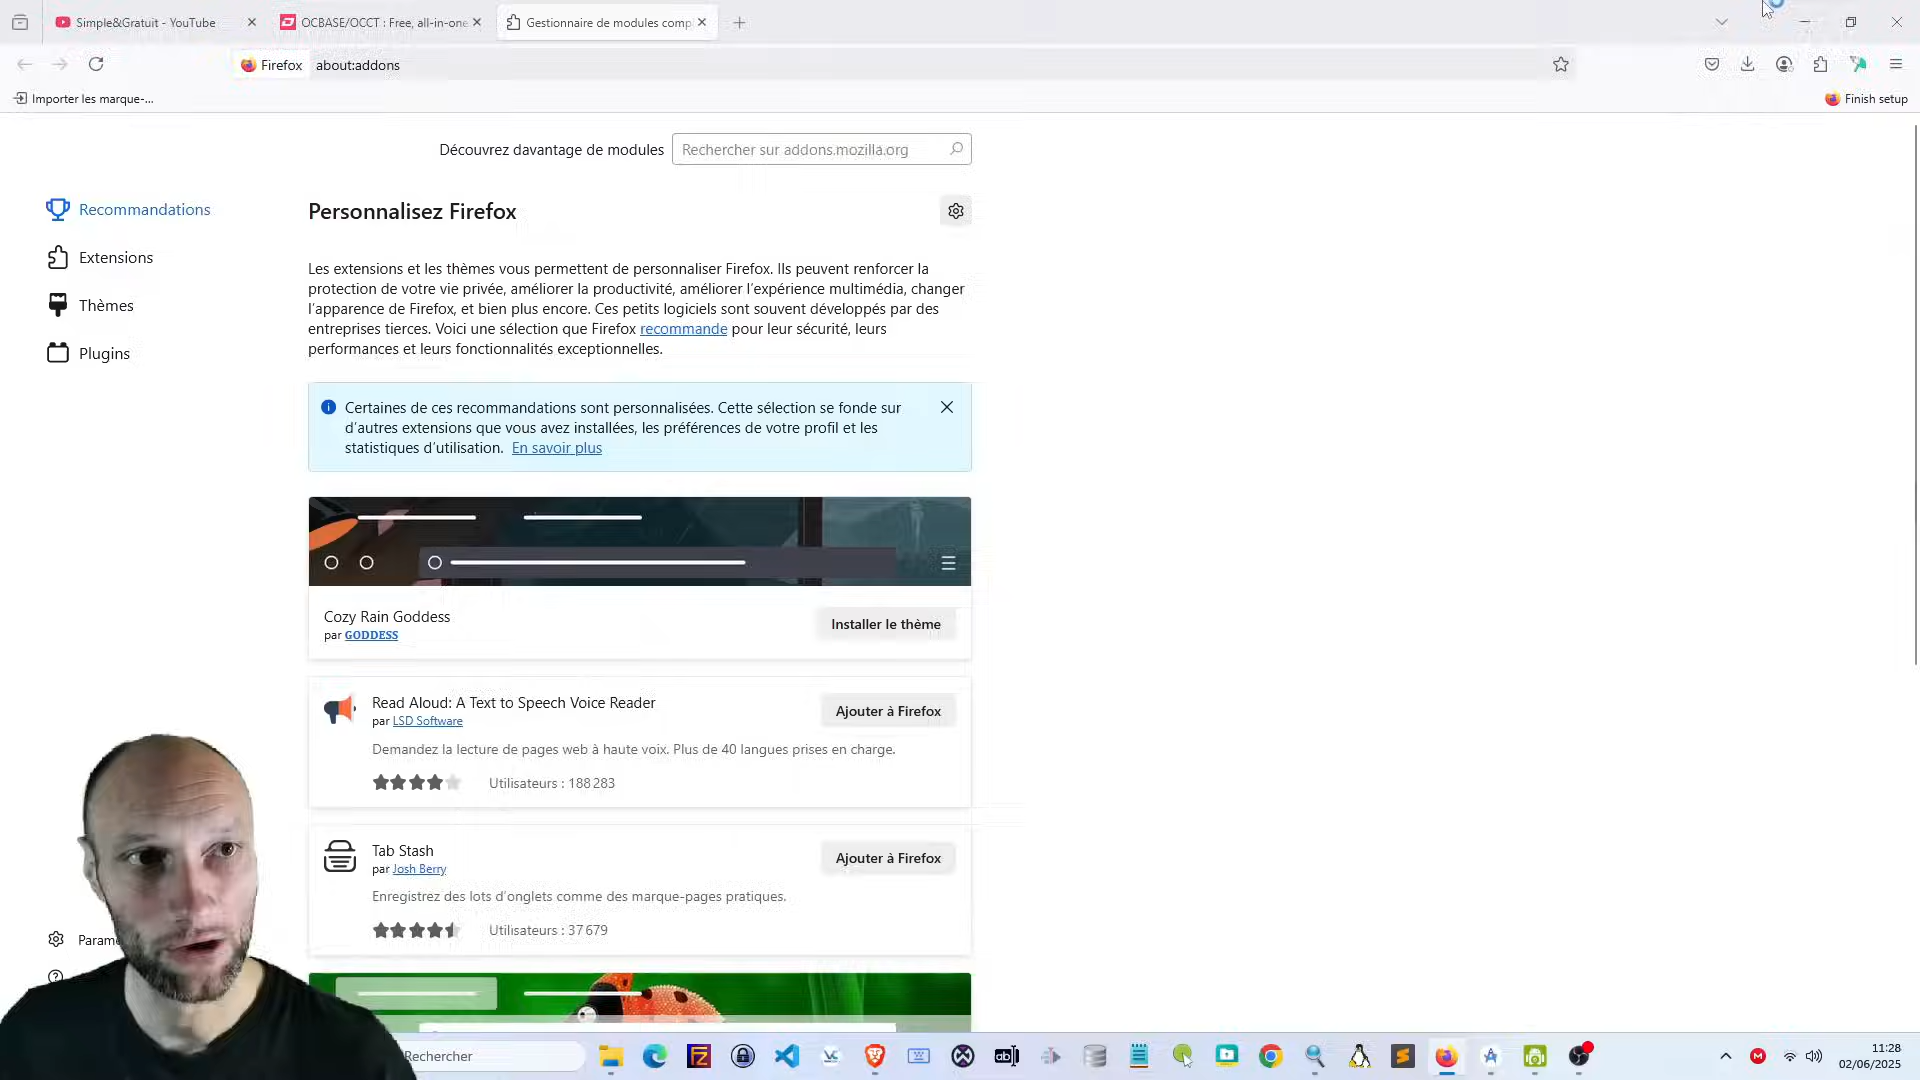 Simple&Gratuit - YouTube
OCBASE/OCCT : Free, all-in-one
Gestionnaire de modules comp
Firefox
about:addons
Importer les marque-...
Finish setup
Découvrez davantage de modules
Rechercher sur addons.mozilla.org
Recommandations
Extensions
Thèmes
Plugins
Personnalisez Firefox
Les extensions et les thèmes vous permettent de personnaliser Firefox. Ils peuvent renforcer la
protection de votre vie privée, améliorer la productivité, améliorer l'expérience multimédia, changer
l'apparence de Firefox, et bien plus encore. Ces petits logiciels sont souvent développés par des
entreprises tierces. Voici une sélection que Firefox recommande pour leur sécurité, leurs
performances et leurs fonctionnalités exceptionnelles.
Certaines de ces recommandations sont personnalisées. Cette sélection se fonde sur
d'autres extensions que vous avez installées, les préférences de votre profil et les
statistiques d'utilisation. En savoir plus
Cozy Rain Goddess
par GODDESS
Installer le thème
Read Aloud: A Text to Speech Voice Reader
par LSD Software
Ajouter à Firefox
Demandez la lecture de pages web à haute voix. Plus de 40 langues prises en charge.
Utilisateurs : 188 283
Tab Stash
par Josh Berry
Ajouter à Firefox
Enregistrez des lots d'onglets comme des marque-pages pratiques.
Utilisateurs : 37 679
Param
Rechercher
11:28
02/06/2025